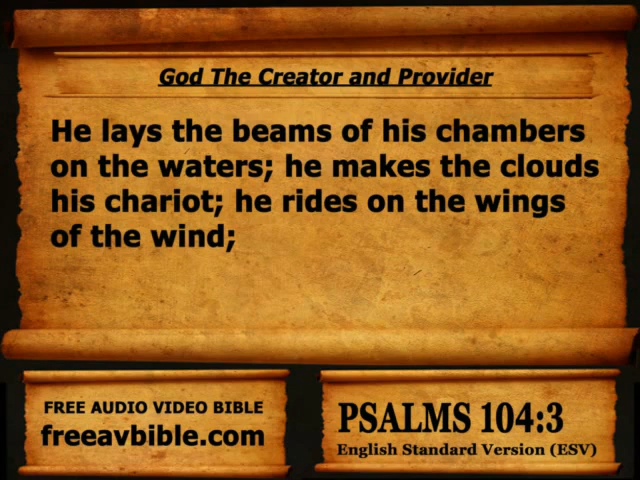 God The Creator and Provider
He lays the beams of his chambers
on the waters; he makes the clouds
his chariot; he rides on the wings
of the wind;
FREE AUDIO VIDEO BIBLE
freeavbible.com
PSALMS 104:3
English Standard Version (ESV)